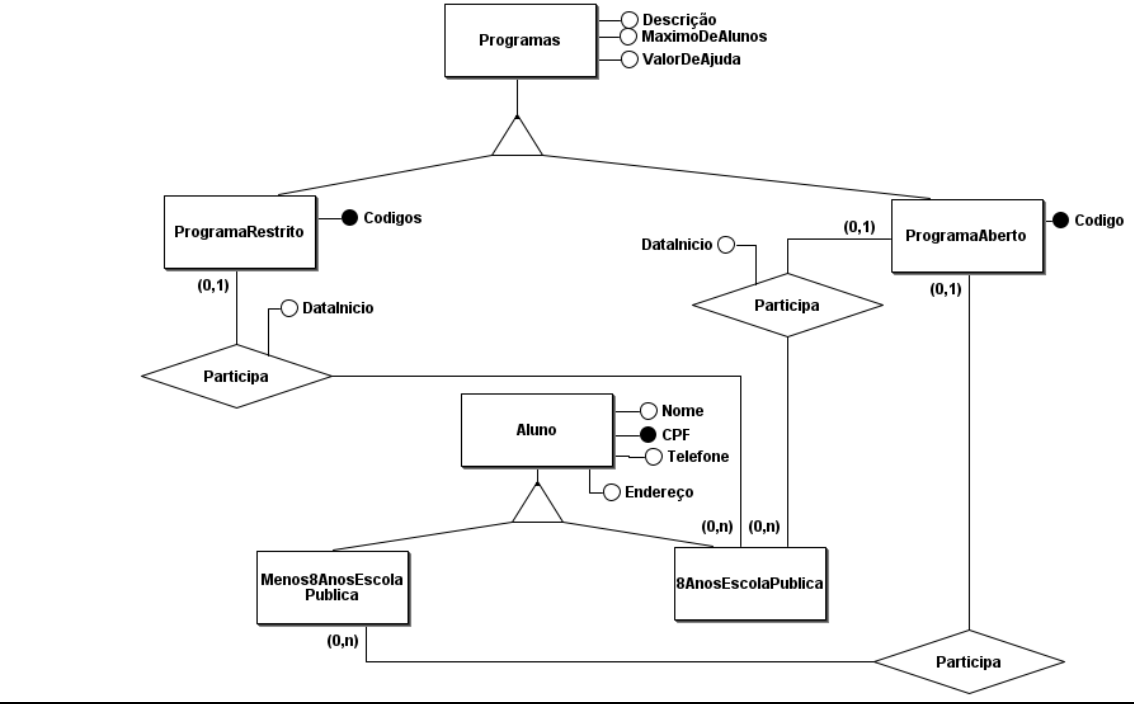 Programas
Descrição
MaximoDeAlunos
ValorDeAjuda
ProgramaRestrito
Codigos
(0,1)
DataInicio
Participa
DataInicio
(0,1)
ProgramaAberto
Codigo
(0,1)
Participa
Aluno
Nome
CPF
Telefone
Endereço
(0,n)
(0,n)
Menos8AnosEscola
Publica
8AnosEscolaPublica
(0,n)
Participa